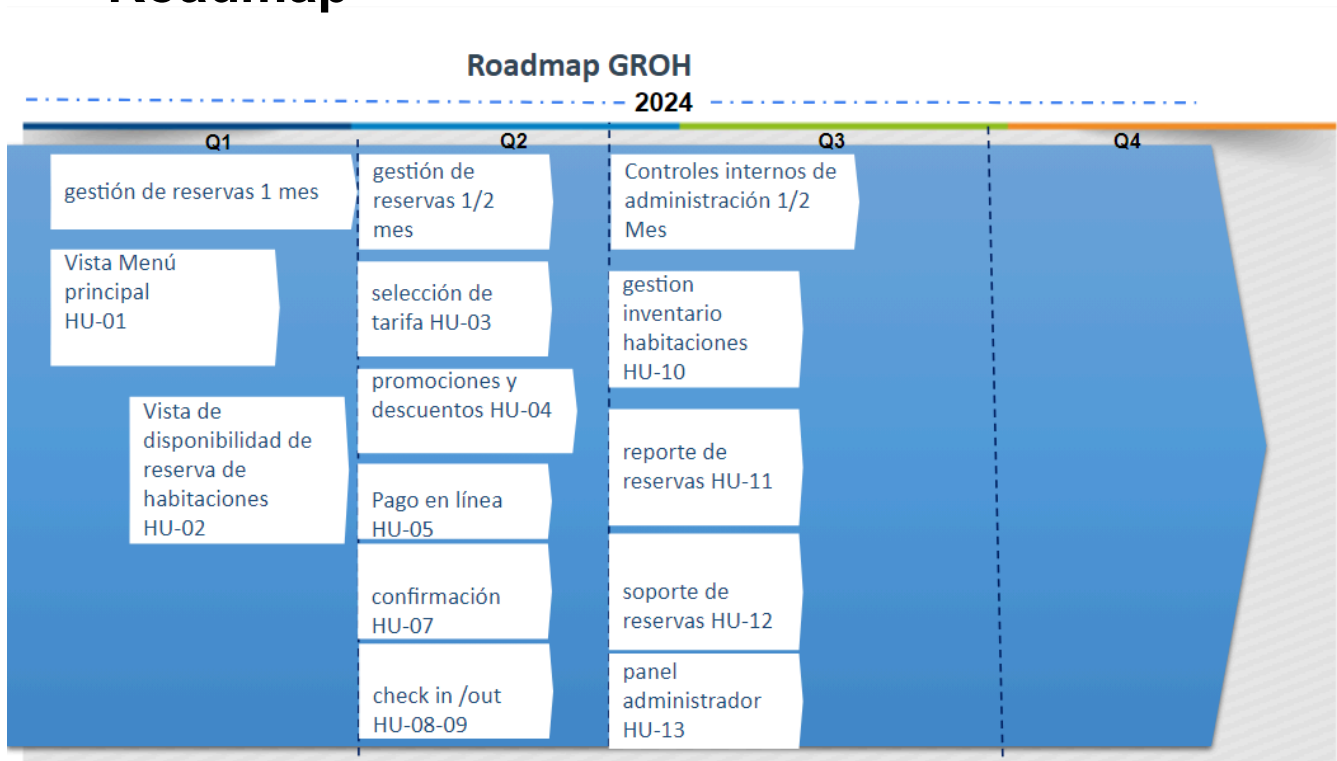 Roadmap
Roadmap GROH
2024
Q1
Q2
Q3
Q4
gestión de reservas 1 mes
Vista Menú
principal
HU-01
Vista de
disponibilidad de
reserva de
habitaciones
HU-02
gestión de
reservas 1/2
mes
selección de
tarifa HU-03
promociones y
descuentos HU-04
Pago en línea
HU-05
confirmación
HU-07
check in /out
HU-08-09
Controles internos de
administración 1/2
Mes
gestion
inventario
habitaciones
HU-10
reporte de
reservas HU-11
soporte de
reservas HU-12
panel
administrador
HU-13